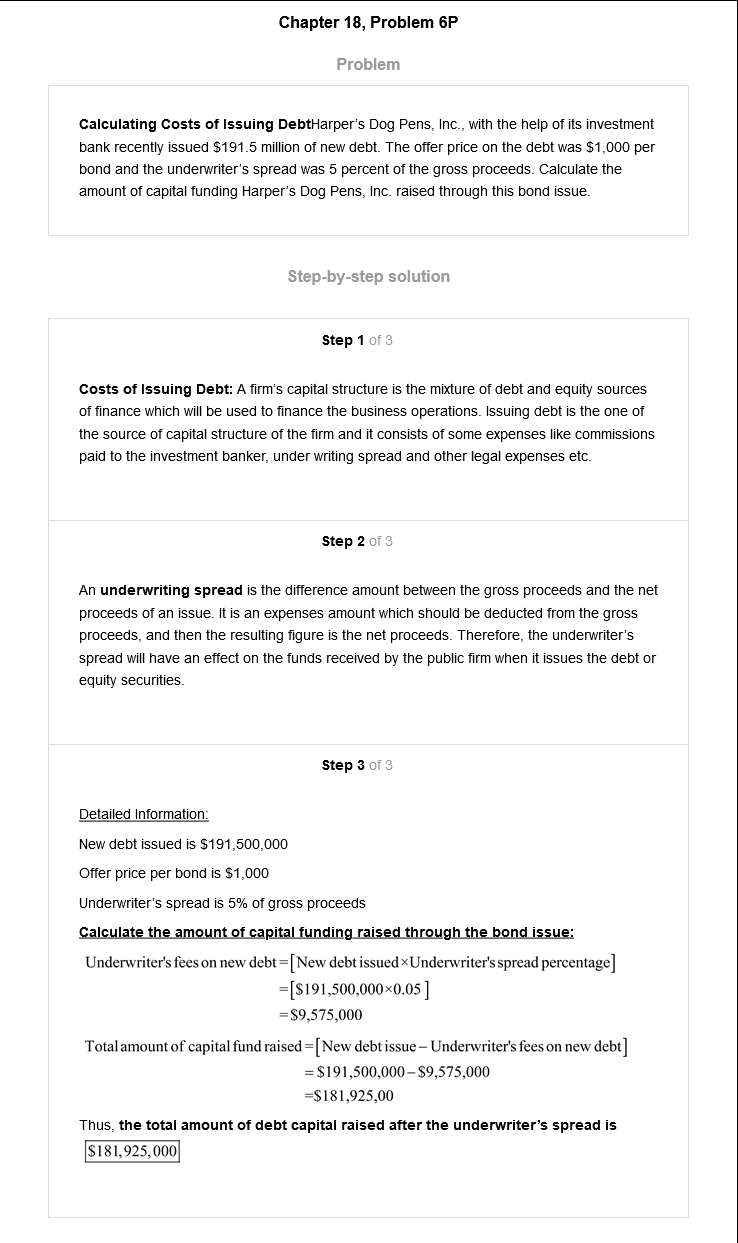 Chapter 18, Problem 6P
Problem
Calculating Costs of Issuing DebtHarper's Dog Pens, Inc., with the help of its investment
bank recently issued $191.5 million of new debt. The offer price on the debt was $1,000 per
bond and the underwriter's spread was 5 percent of the gross proceeds. Calculate the
amount of capital funding Harper's Dog Pens, Inc. raised through this bond issue.
Step-by-step solution
Step 1 of 3
Costs of Issuing Debt: A firm's capital structure is the mixture of debt and equity sources
of finance which will be used to finance the business operations. Issuing debt is the one of
the source of capital structure of the firm and it consists of some expenses like commissions
paid to the investment banker, under writing spread and other legal expenses etc.
Step 2 of 3
An underwriting spread is the difference amount between the gross proceeds and the net
proceeds of an issue. It is an expenses amount which should be deducted from the gross
proceeds, and then the resulting figure is the net proceeds. Therefore, the underwriter's
spread will have an effect on the funds received by the public firm when it issues the debt or
equity securities.
Step 3 of 3
Detailed Information:
New debt issued is $191,500,000
Offer price per bond is $1,000
Underwriter's spread is 5% of gross proceeds
Calculate the amount of capital funding raised through the bond issue:
Underwriter's fees on new debt =[New debt issued×Underwriter's spread percentage]
=[$191,500,000×0.05]
=$9,575,000
Total amount of capital fund raised =[New debt issue – Underwriter's fees on new debt]
= $191,500,000 – $9,575,000
=$181,925,00
Thus, the total amount of debt capital raised after the underwriter's spread is
$181,925,000